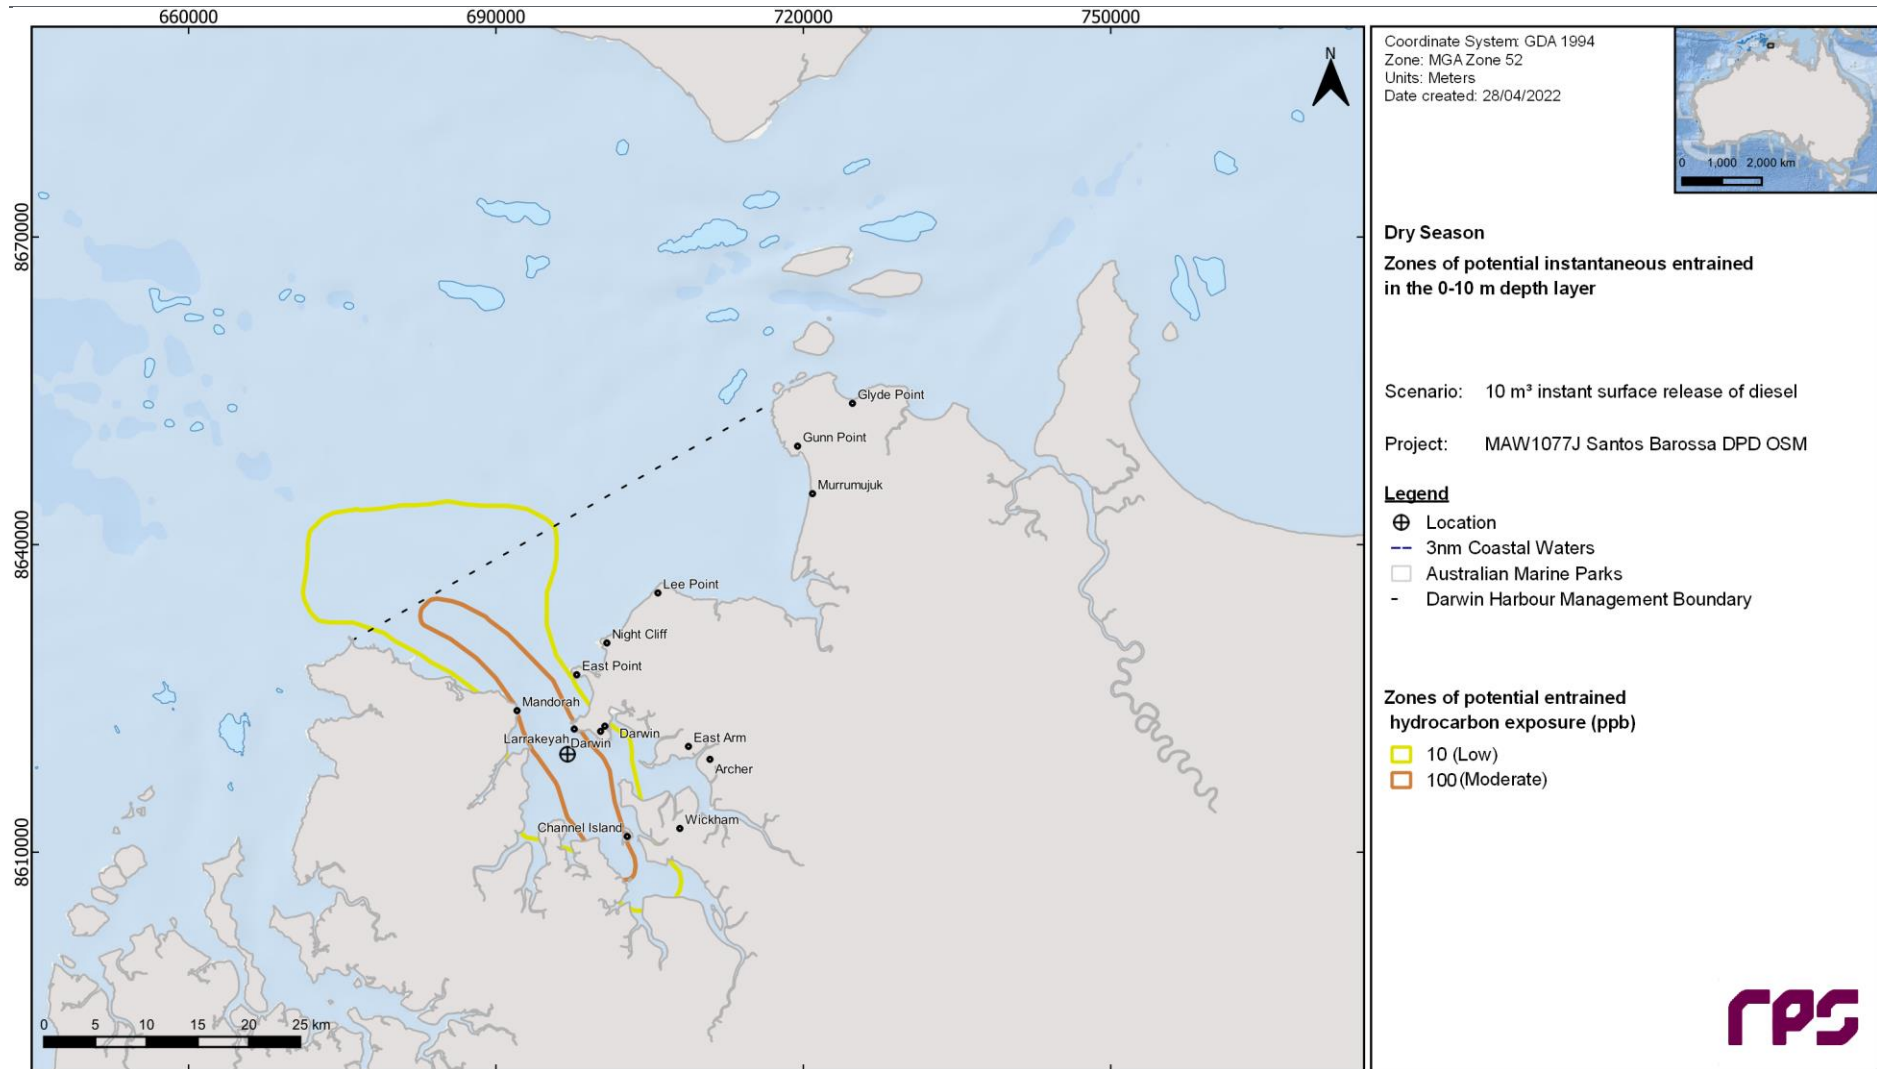 660000
690000
720000
750000
8670000
8640000
8610000
N
Glyde Point
Gunn Point
Murrumujuk
Lee Point
Night Cliff
East Point
Mandorah
Larrakeyah
Darwin
Darwin
East Arm
Archer
Channel Island
Wickham
0 5 10 15 20 25 km
Coordinate System: GDA 1994
Zone: MGA Zone 52
Units: Meters
Date created: 28/04/2022
0 1,000 2,000 km
Dry Season
Zones of potential instantaneous entrained
in the 0-10 m depth layer
Scenario: 10 m³ instant surface release of diesel
Project: MAW1077J Santos Barossa DPD OSM
Legend
Location
3nm Coastal Waters
Australian Marine Parks
Darwin Harbour Management Boundary
Zones of potential entrained
hydrocarbon exposure (ppb)
10 (Low)
100 (Moderate)
rps